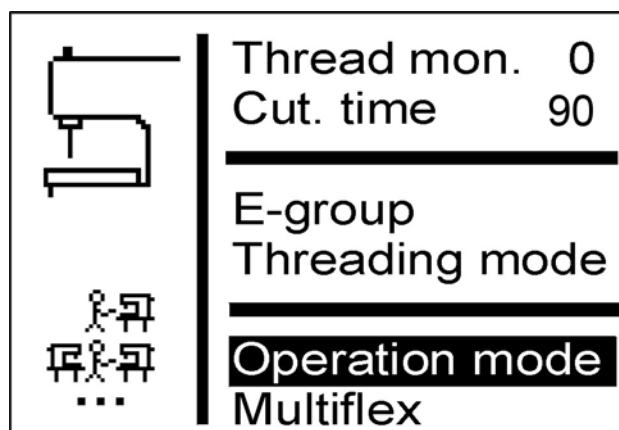 Thread mon. 0
Cut. time 90
E-group
Threading mode
Operation mode
Multiflex
...